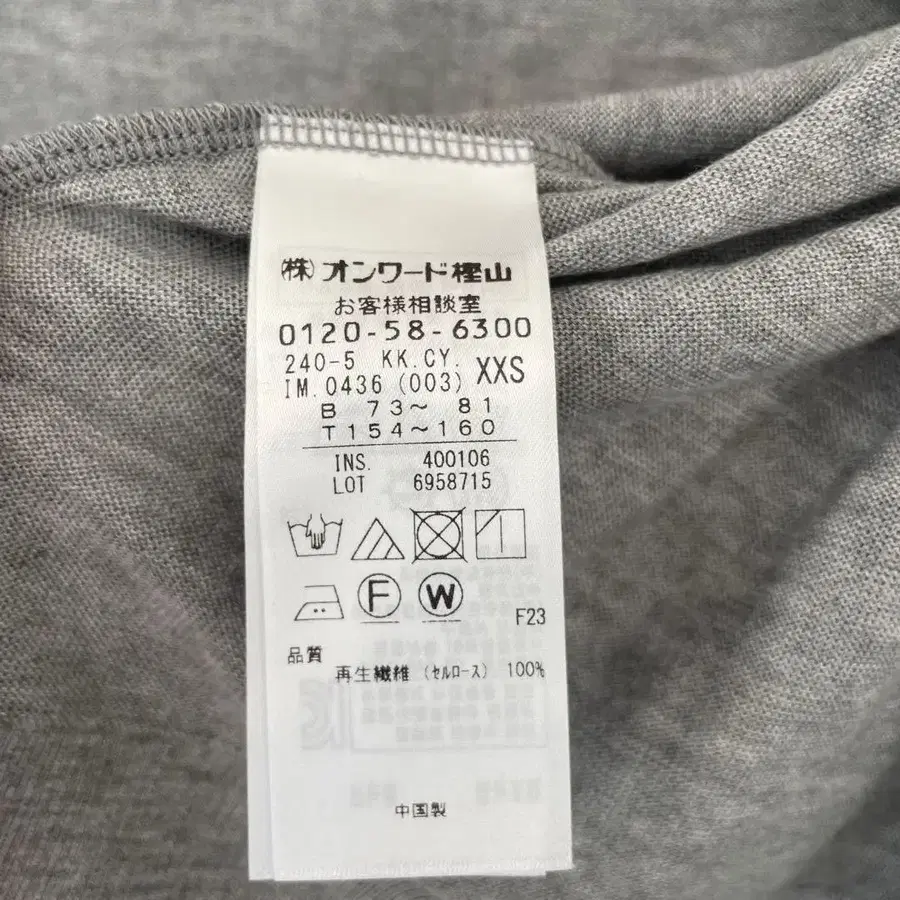 (株)オンワード樫山
お客様相談室
0120-58-6300
240-5 KK.CY.
IM.0436 (003) XXS
B 73～ 81
T154～160
INS. 400106
LOT 6958715
F
W
F23
品質
再生繊維 (セルロース) 100%
中国製